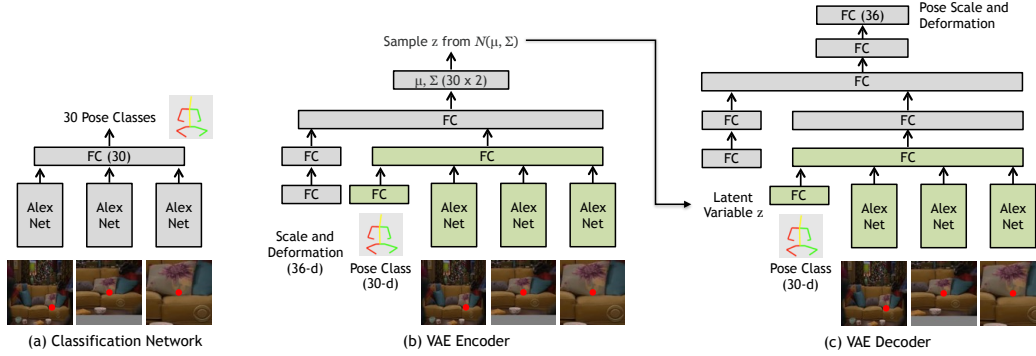 30 Pose Classes
FC (30)
Alex Net
Alex Net
Alex Net
(a) Classification Network
Sample z from N(μ, Σ)
μ, Σ (30 x 2)
FC
FC
FC
FC
FC
Alex Net
Alex Net
Alex Net
Scale and
Deformation
(36-d)
Pose Class
(30-d)
(b) VAE Encoder
FC (36)
Pose Scale and
Deformation
FC
FC
FC
FC
FC
FC
FC
Latent
Variable z
Alex Net
Alex Net
Alex Net
Pose Class
(30-d)
(c) VAE Decoder